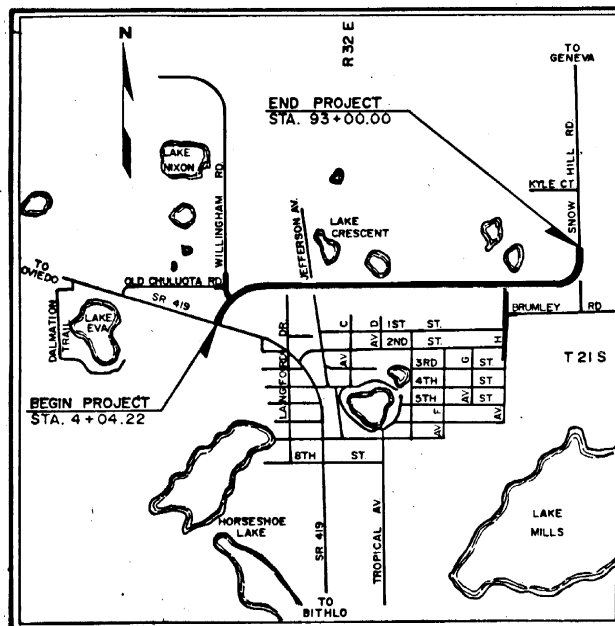 N
R 32 E
TO
GENEVA
END PROJECT
STA. 93+00.00
SNOW HILL RD.
KYLE CT
LAKE
NIXON
WILLINGHAM RD.
JEFFERSON AV.
LAKE
CRESCENT
TO
OVIEDO
OLD CHULUOTA RD
SR 419
BRUMLEY RD
DALMATION
TRAIL
LAKE
EVA
LANGFORD DR.
C AV
D AV
1ST ST.
2ND ST.
H AV.
3RD ST
G AV
4TH ST
5TH ST
F AV
T 21 S
BEGIN PROJECT
STA. 4+04.22
8TH ST.
HORSESHOE
LAKE
SR 419
TROPICAL AV
LAKE
MILLS
TO
BITHLO